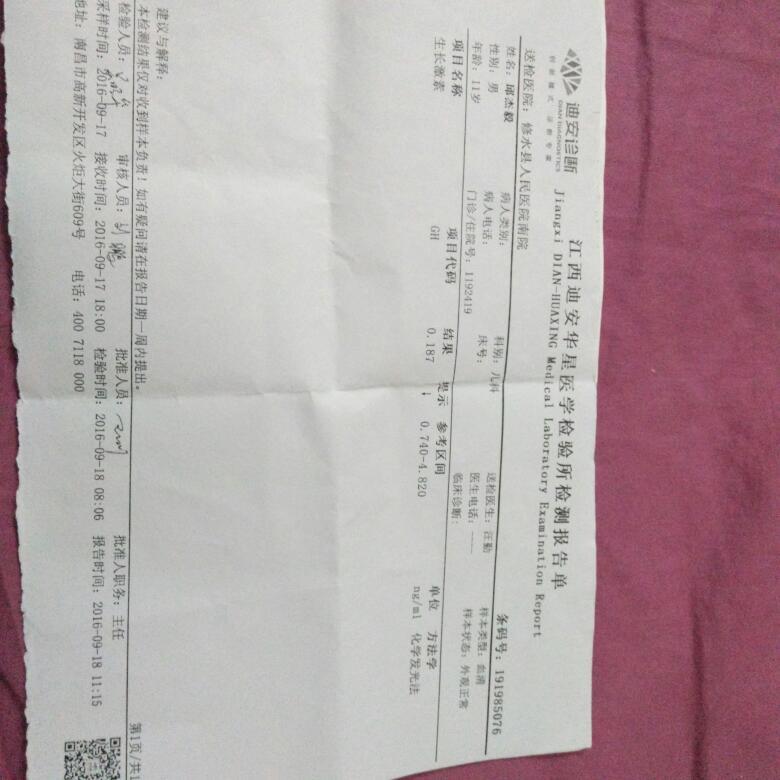 迪安诊断
DIAN DIAGNOSTICS
江西迪安华星医学检验所检测报告单
Jiangxi DIAN-HUAXING Medical Laboratory Examination Report
条码号：191985076
送检医院：修水县人民医院南院
姓名：邱杰毅 病人类别： 科别：儿科 送检医生：汪勤 样本类型：血清
性别：男 病人电话： 床号： 医生电话：—— 样本状态：外观正常
年龄：11岁 门诊/住院号：1192419 临床诊断：
项目名称 项目代码 结果 提示 参考区间 单位 方法学
生长激素 GH 0.187 ↓ 0.740-4.820 ng/ml 化学发光法
建议与解释：
本检测结果仅对收到样本负责！如有疑问请在报告日期一周内提出。 第1页/共1
检验人员： 审核人员： 批准人员： 批准人职务：主任
采样时间：2016-09-17 接收时间：2016-09-17 18:00 检验时间：2016-09-18 08:06 报告时间：2016-09-18 11:15
地址：南昌市高新开发区火炬大街609号 电话：400 7118 000